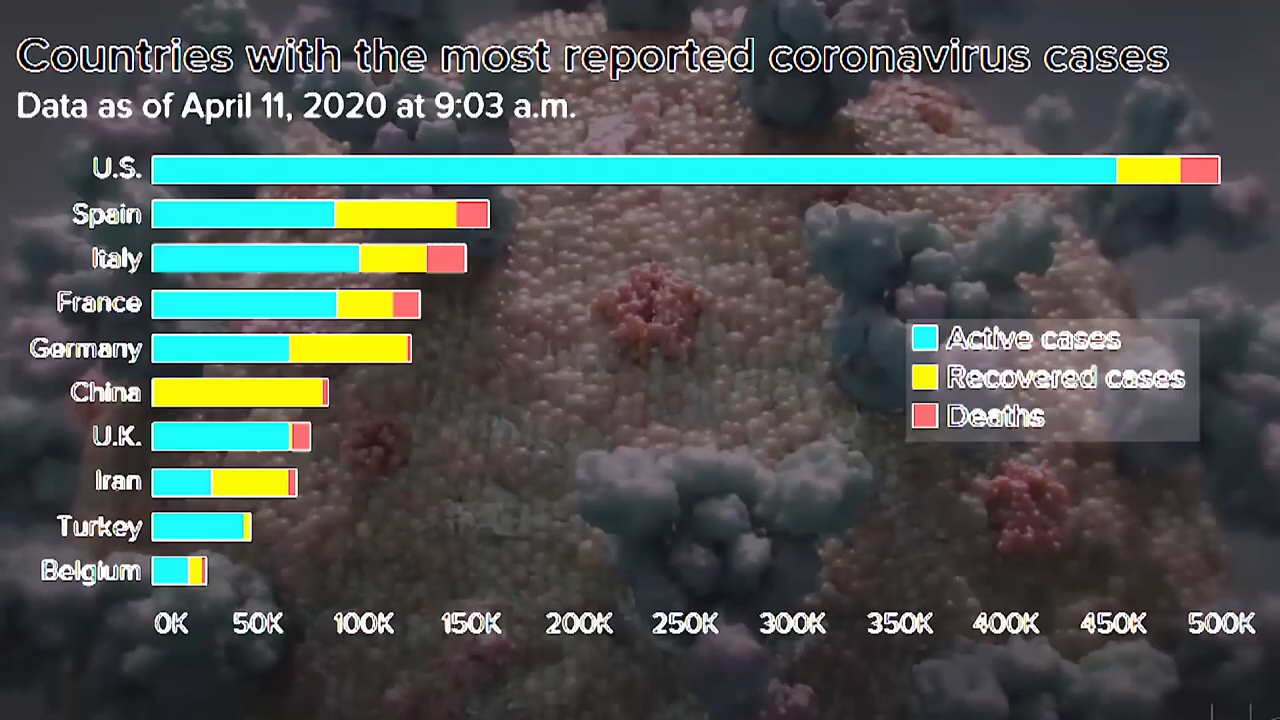 Countries with the most reported coronavirus cases
Data as of April 11, 2020 at 9:03 a.m.
U.S.
Spain
Italy
France
Germany
China
U.K.
Iran
Turkey
Belgium
Active cases
Recovered cases
Deaths
0K 50K 100K 150K 200K 250K 300K 350K 400K 450K 500K